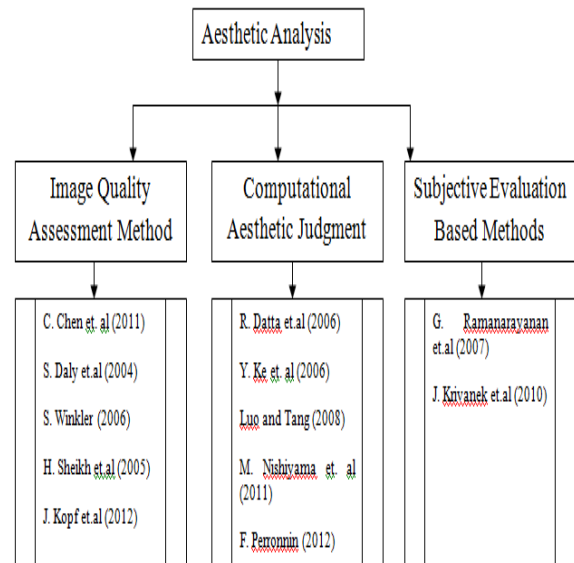 Aesthetic Analysis
Image Quality
Assessment Method
Computational
Aesthetic Judgment
Subjective Evaluation
Based Methods
C. Chen et. al (2011)
S. Daly et.al (2004)
S. Winkler (2006)
H. Sheikh et.al (2005)
J. Kopf et.al (2012)
R. Datta et.al (2006)
Y. Ke et. al (2006)
Luo and Tang (2008)
M. Nishiyama et. al
(2011)
F. Perronnin (2012)
G. Ramanarayanan
et.al (2007)
J. Krivanek et.al (2010)